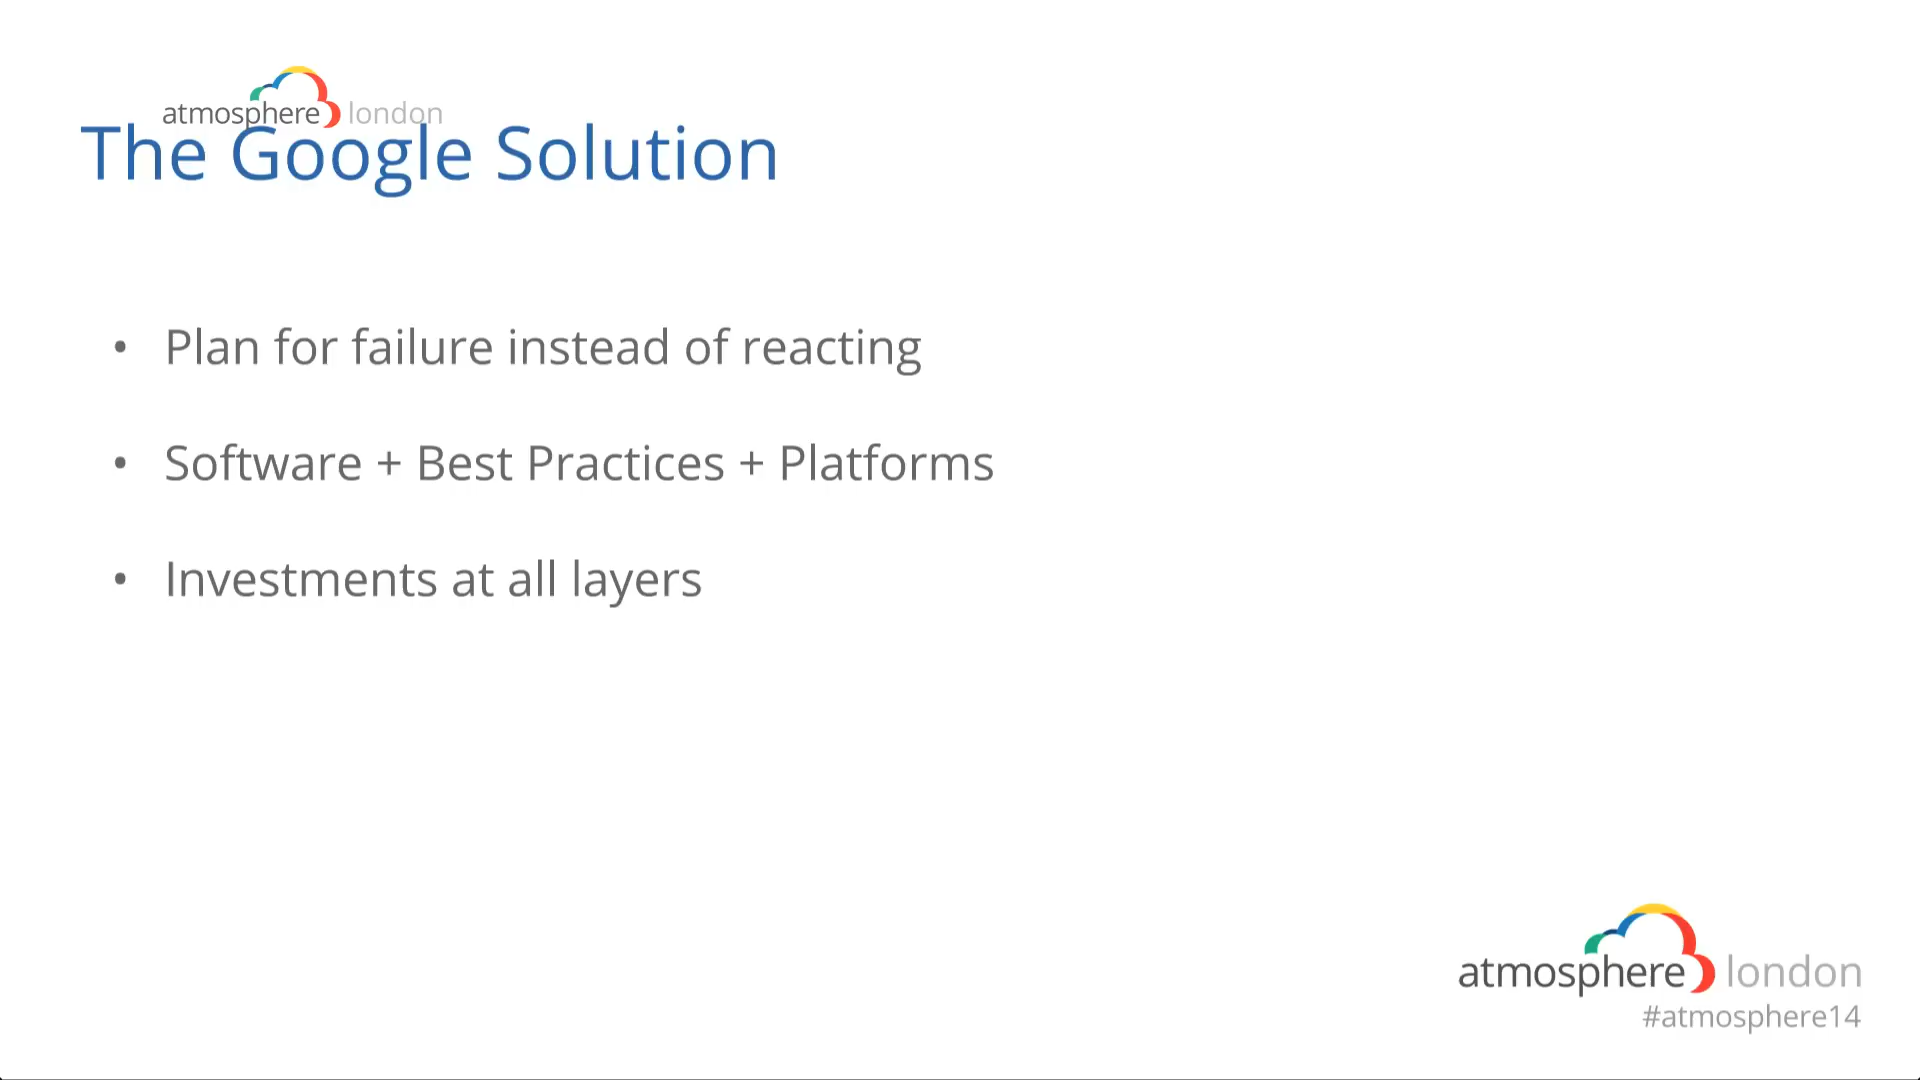 atmosphere london
The Google Solution
• Plan for failure instead of reacting
• Software + Best Practices + Platforms
• Investments at all layers
atmosphere london
#atmosphere14